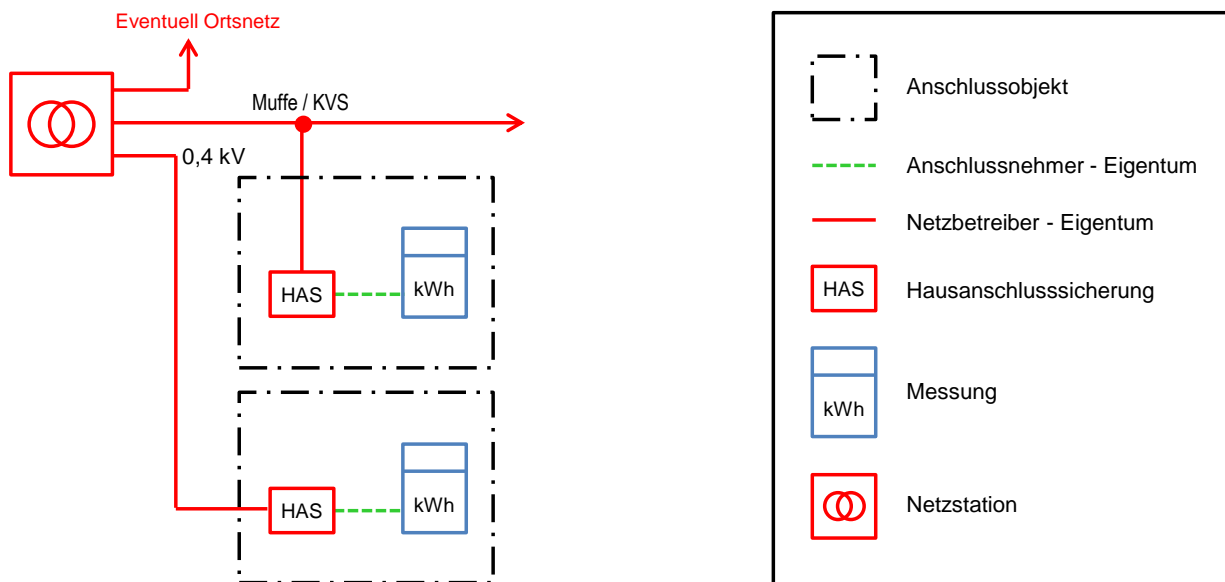 Eventuell Ortsnetz
Muffe / KVS
0,4 kV
HAS
kWh
HAS
kWh
Anschlussobjekt
Anschlussnehmer - Eigentum
Netzbetreiber - Eigentum
HAS
Hausanschlusssicherung
kWh
Messung
Netzstation